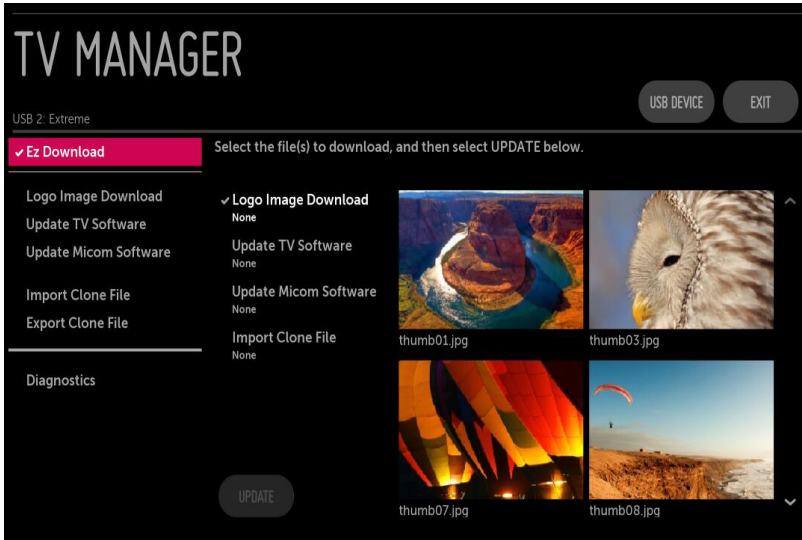 TV MANAGER
USB 2: Extreme
USB DEVICE
EXIT
Ez Download
Logo Image Download
Update TV Software
Update Micom Software
Import Clone File
Export Clone File
Diagnostics
Select the file(s) to download, and then select UPDATE below.
Logo Image Download
None
Update TV Software
None
Update Micom Software
None
Import Clone File
None
UPDATE
thumb01.jpg
thumb03.jpg
thumb07.jpg
thumb08.jpg